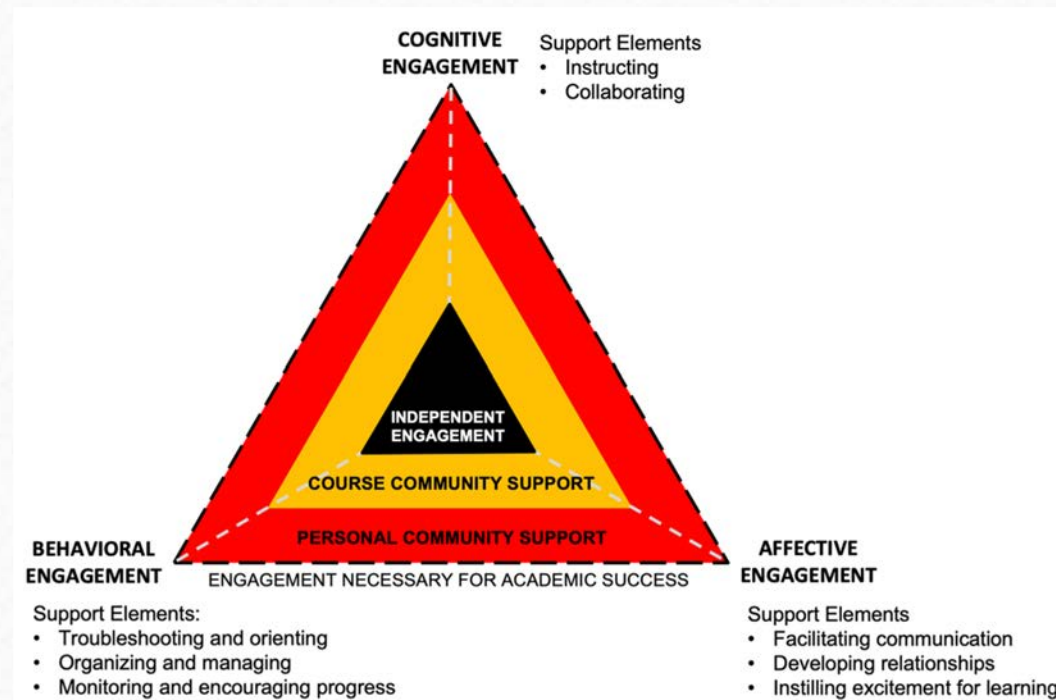 COGNITIVE
ENGAGEMENT
Support Elements
• Instructing
• Collaborating
INDEPENDENT
ENGAGEMENT
COURSE COMMUNITY SUPPORT
PERSONAL COMMUNITY SUPPORT
ENGAGEMENT NECESSARY FOR ACADEMIC SUCCESS
BEHAVIORAL
ENGAGEMENT
Support Elements:
• Troubleshooting and orienting
• Organizing and managing
• Monitoring and encouraging progress
AFFECTIVE
ENGAGEMENT
Support Elements
• Facilitating communication
• Developing relationships
• Instilling excitement for learning